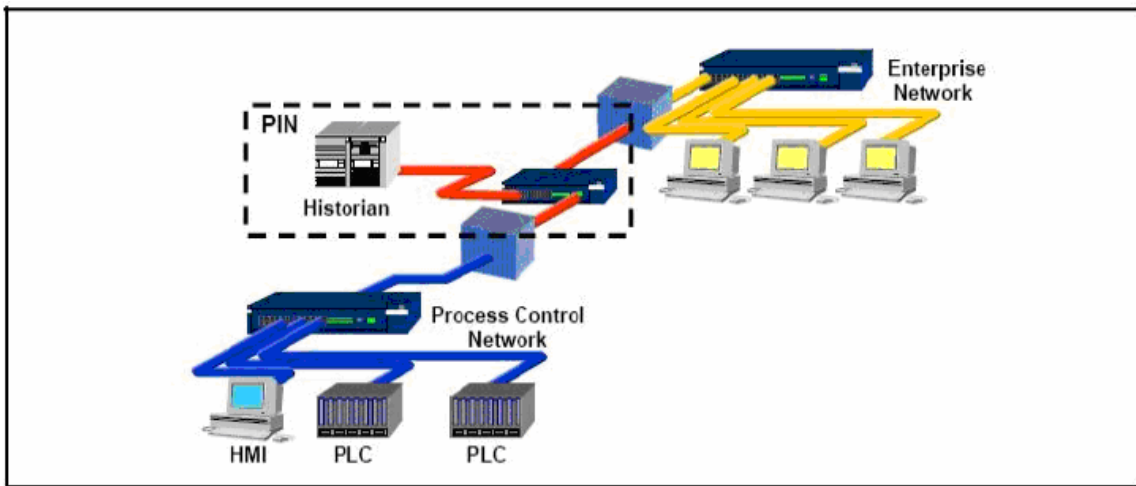 Enterprise
Network
PIN
Historian
Process Control
Network
HMI
PLC
PLC